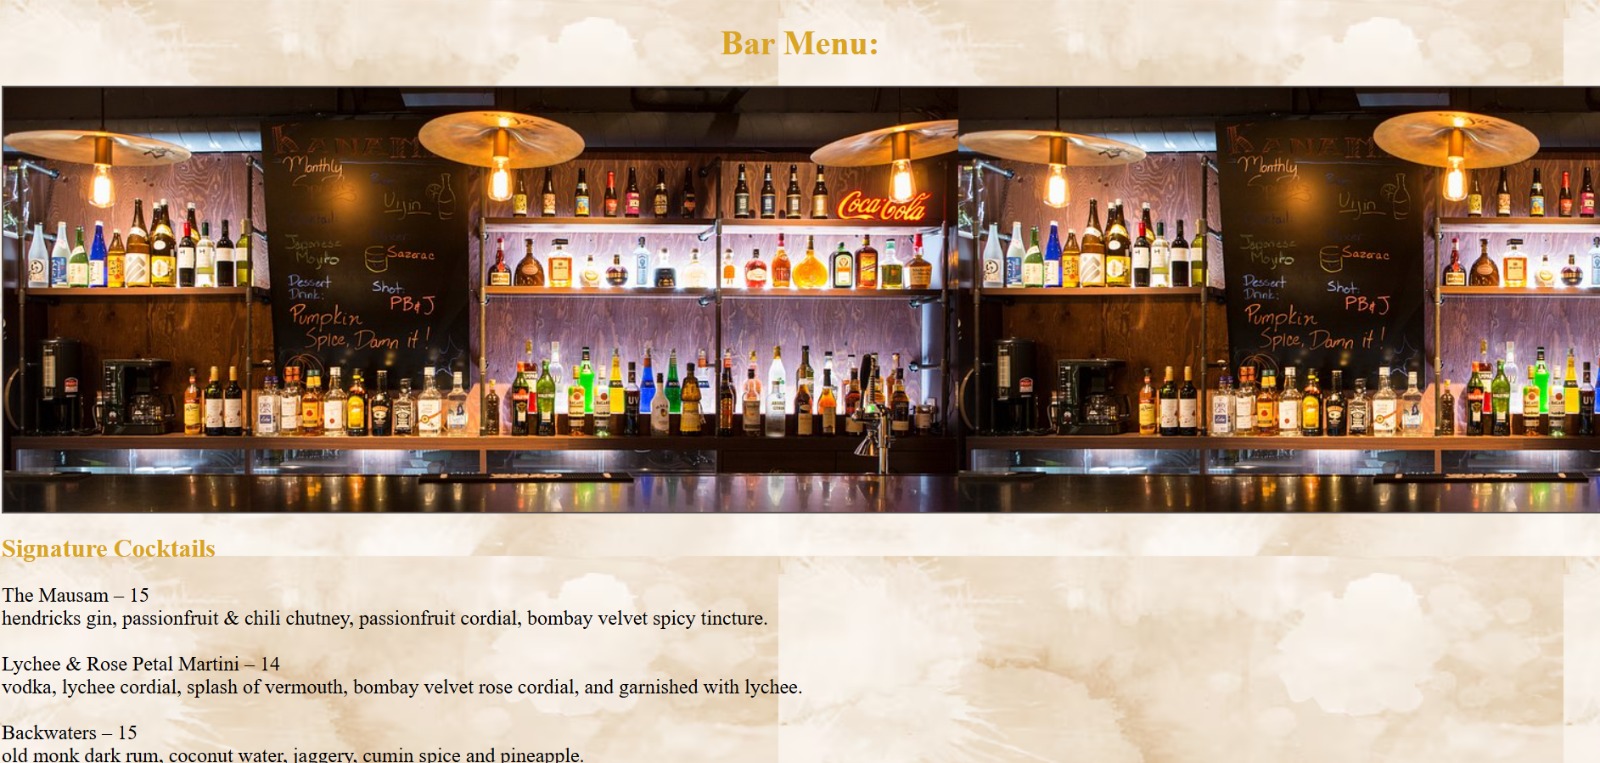 Bar Menu:
KANAM
Monthly
Coca-Cola
Monthly
Japanese
Mojito
Sazerac
Dessert
Drink:
Shot
PB&J
Pumpkin
Spice, Damn it!
Japanese
Mojito
Sazerac
Dessert
Drink:
Shot
PB&J
Pumpkin
Spice, Damn it!
Signature Cocktails
The Mausam – 15
hendricks gin, passionfruit & chili chutney, passionfruit cordial, bombay velvet spicy tincture.
Lychee & Rose Petal Martini – 14
vodka, lychee cordial, splash of vermouth, bombay velvet rose cordial, and garnished with lychee.
Backwaters – 15
old monk dark rum, coconut water, jaggery, cumin spice and pineapple.